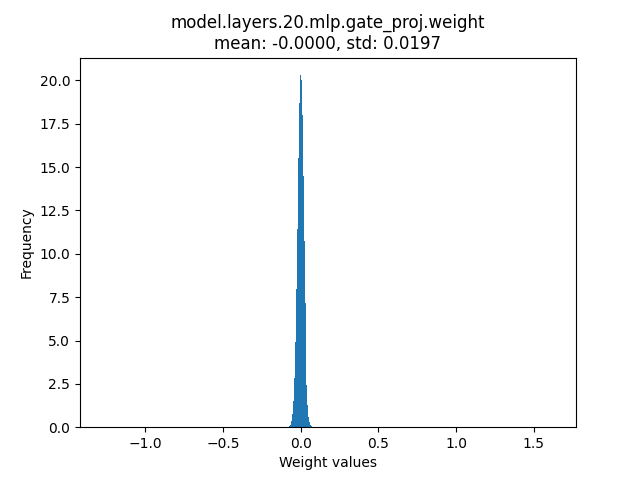 model.layers.20.mlp.gate_proj.weight
mean: -0.0000, std: 0.0197
20.0
17.5
15.0
12.5
10.0
7.5
5.0
2.5
0.0
Frequency
−1.0 −0.5 0.0 0.5 1.0 1.5
Weight values